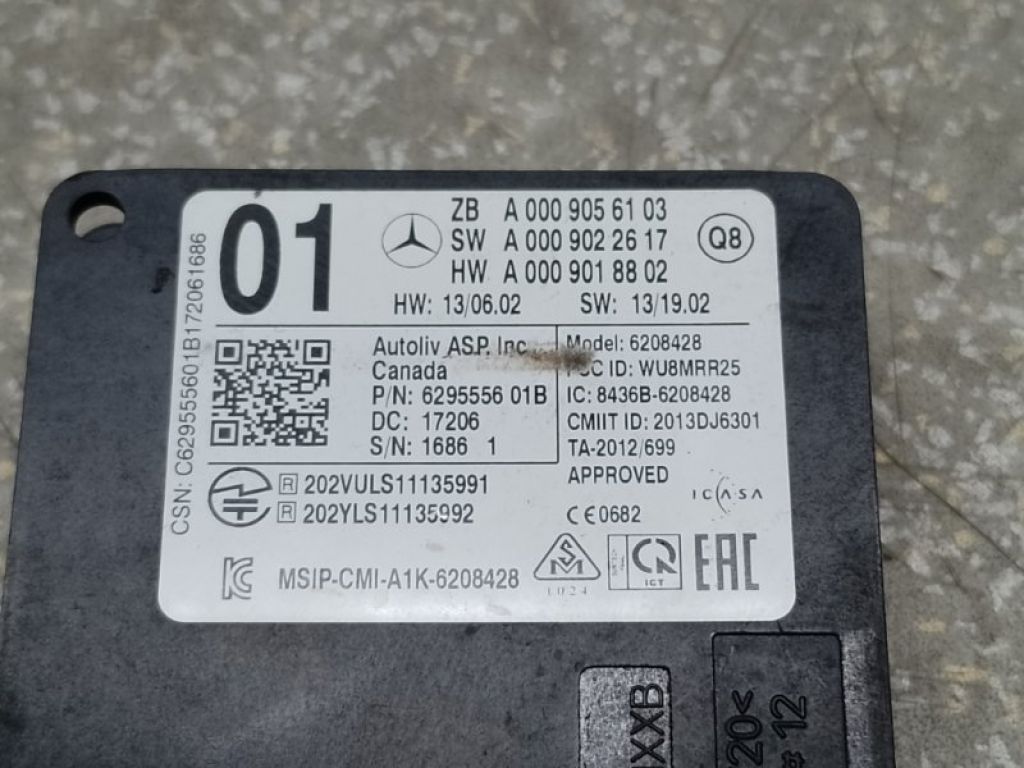 01
ZB A 000 905 61 03
SW A 000 902 26 17
HW A 000 901 88 02
Q8
HW: 13/06.02 SW: 13/19.02
CSN: C629555601B172061686
Autoliv ASP, Inc
Canada
P/N: 6295556 01B
DC: 17206
S/N: 1686 1
Model: 6208428
FCC ID: WU8MRR25
IC: 8436B-6208428
CMIIT ID: 2013DJ6301
TA-2012/699
APPROVED
ICASA
R 202VULS11135991
R 202YLS11135992
CE0682
MSIP-CMI-A1K-6208428
SM
1024
ICT
EAC
XXB
20<
# 12